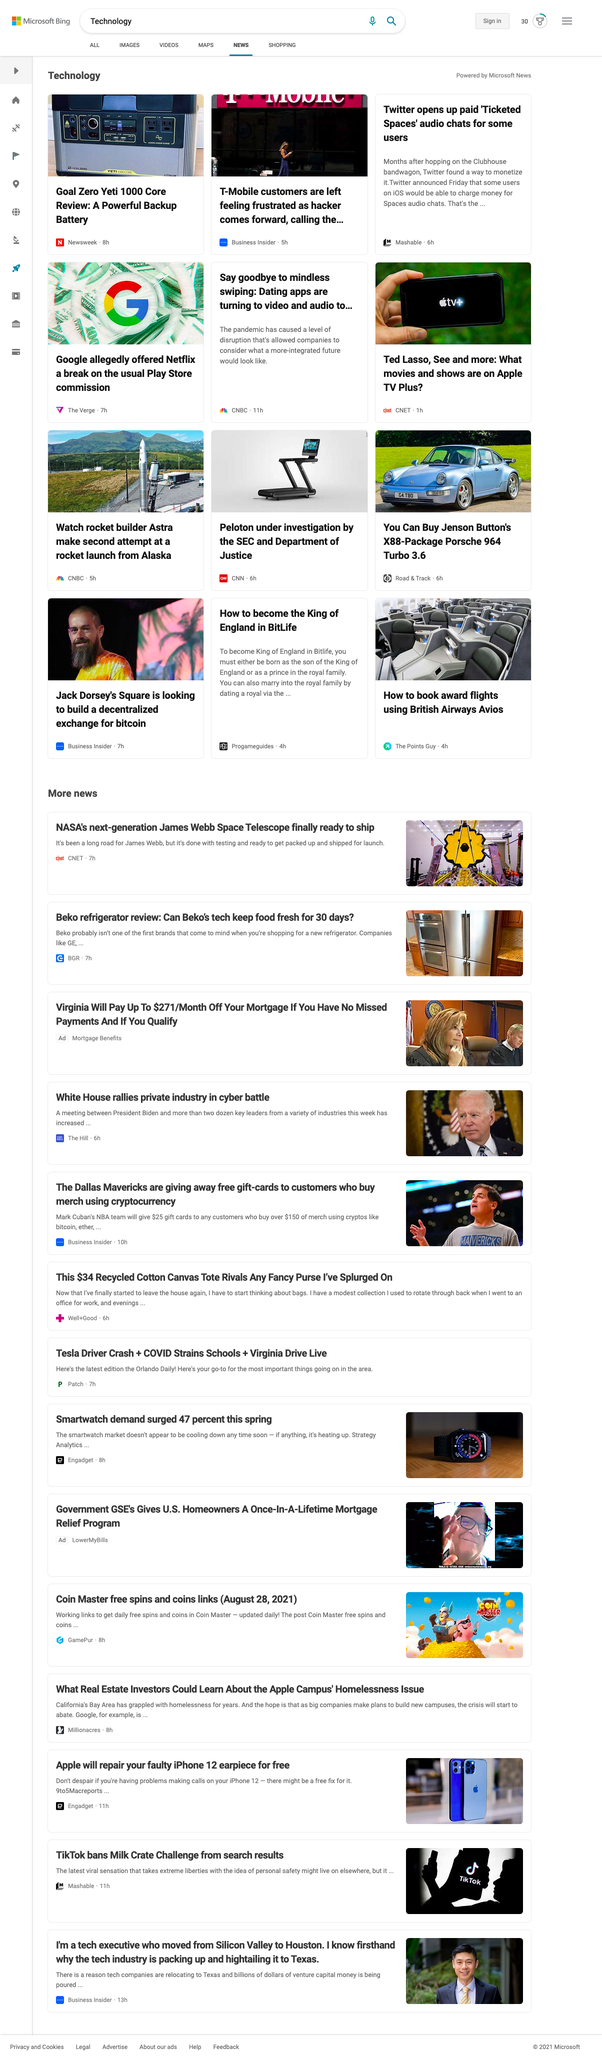 Microsoft Bing
Technology
Sign in
30
ALL IMAGES VIDEOS MAPS NEWS SHOPPING
Technology
Powered by Microsoft News
YETI
Goal Zero Yeti 1000 Core
Review: A Powerful Backup
Battery
Newsweek · 8h
T Mobile
T-Mobile customers are left
feeling frustrated as hacker
comes forward, calling the...
Business Insider · 5h
Twitter opens up paid 'Ticketed
Spaces' audio chats for some
users
Months after hopping on the Clubhouse
bandwagon, Twitter found a way to monetize
it.Twitter announced Friday that some users
on iOS would be able to charge money for
Spaces audio chats. That's the ...
Mashable · 6h
Google allegedly offered Netflix
a break on the usual Play Store
commission
The Verge · 7h
Say goodbye to mindless
swiping: Dating apps are
turning to video and audio to...
The pandemic has caused a level of
disruption that's allowed companies to
consider what a more-integrated future
would look like.
CNBC · 11h
tv+
Ted Lasso, See and more: What
movies and shows are on Apple
TV Plus?
CNET · 1h
Watch rocket builder Astra
make second attempt at a
rocket launch from Alaska
CNBC · 5h
Peloton under investigation by
the SEC and Department of
Justice
CNN · 6h
You Can Buy Jenson Button's
X88-Package Porsche 964
Turbo 3.6
Road & Track · 6h
Jack Dorsey's Square is looking
to build a decentralized
exchange for bitcoin
Business Insider · 7h
How to become the King of
England in BitLife
To become King of England in Bitlife, you
must either be born as the son of the King of
England or as a prince in the royal family.
You can also marry into the royal family by
dating a royal via the ...
Progameguides · 4h
How to book award flights
using British Airways Avios
The Points Guy · 4h
More news
NASA's next-generation James Webb Space Telescope finally ready to ship
It's been a long road for James Webb, but it's done with testing and ready to get packed up and shipped for launch.
CNET · 7h
Beko refrigerator review: Can Beko's tech keep food fresh for 30 days?
Beko probably isn't one of the first brands that come to mind when you're shopping for a new refrigerator. Companies
like GE, ...
BGR · 7h
Virginia Will Pay Up To $271/Month Off Your Mortgage If You Have No Missed
Payments And If You Qualify
Ad Mortgage Benefits
White House rallies private industry in cyber battle
A meeting between President Biden and more than two dozen key leaders from a variety of industries this week has
increased ...
The Hill · 6h
The Dallas Mavericks are giving away free gift-cards to customers who buy
merch using cryptocurrency
Mark Cuban's NBA team will give $25 gift cards to any customers who buy over $150 of merch using cryptos like
bitcoin, ether, ...
Business Insider · 10h
MAVERICKS
This $34 Recycled Cotton Canvas Tote Rivals Any Fancy Purse I've Splurged On
Now that I've finally started to leave the house again, I have to start thinking about bags. I have a modest collection I used to rotate through back when I went to an
office for work, and evenings ...
Well+Good · 6h
Tesla Driver Crash + COVID Strains Schools + Virginia Drive Live
Here's the latest edition the Orlando Daily! Here's your go-to for the most important things going on in the area.
Patch · 7h
Smartwatch demand surged 47 percent this spring
The smartwatch market doesn't appear to be cooling down any time soon — if anything, it's heating up. Strategy
Analytics ...
Engadget · 8h
Government GSE's Gives U.S. Homeowners A Once-In-A-Lifetime Mortgage
Relief Program
Ad LowerMyBills
Coin Master free spins and coins links (August 28, 2021)
Working links to get daily free spins and coins in Coin Master — updated daily! The post Coin Master free spins and
coins ...
GamePur · 8h
COIN MASTER
What Real Estate Investors Could Learn About the Apple Campus' Homelessness Issue
California's Bay Area has grappled with homelessness for years. And the hope is that as big companies make plans to build new campuses, the crisis will start to
abate. Google, for example, is ...
Millionacres · 8h
Apple will repair your faulty iPhone 12 earpiece for free
Don't despair if you're having problems making calls on your iPhone 12 — there might be a free fix for it.
9to5Macreports ...
Engadget · 11h
TikTok bans Milk Crate Challenge from search results
The latest viral sensation that takes extreme liberties with the idea of personal safety might live on elsewhere, but it ...
Mashable · 11h
TikTok
I'm a tech executive who moved from Silicon Valley to Houston. I know firsthand
why the tech industry is packing up and hightailing it to Texas.
There is a reason tech companies are relocating to Texas and billions of dollars of venture capital money is being
poured ...
Business Insider · 13h
Privacy and Cookies Legal Advertise About our ads Help Feedback
© 2021 Microsoft